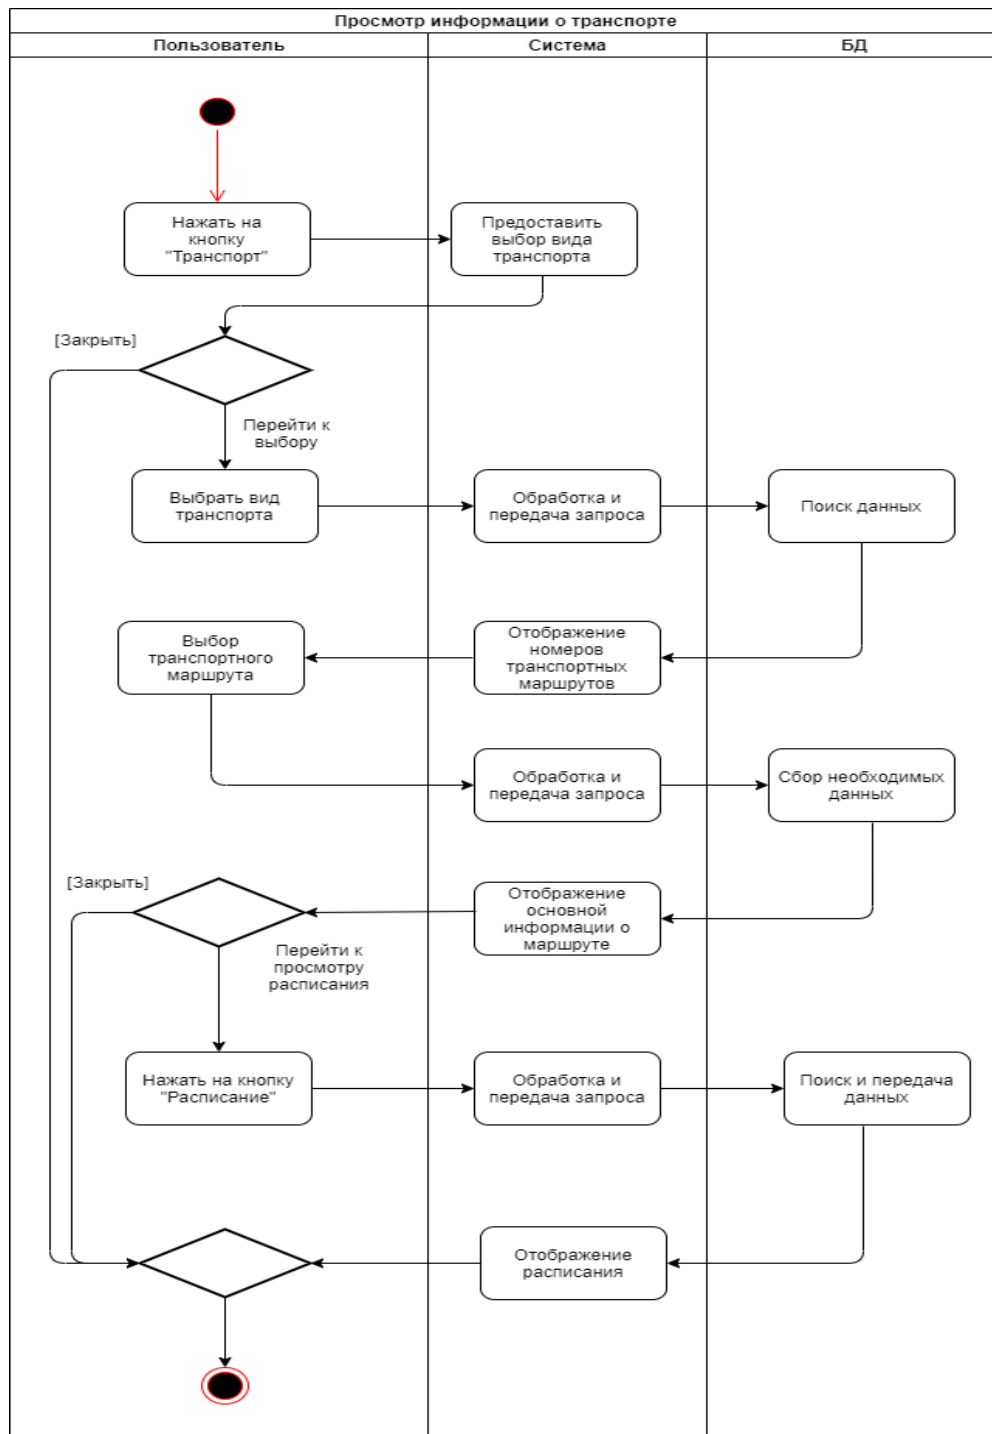 Просмотр информации о транспорте
Пользователь
Система
БД
Нажать на
кнопку
"Транспорт"
Предоставить
выбор вида
транспорта
[Закрыть]
Перейти к
выбору
Выбрать вид
транспорта
Обработка и
передача запроса
Поиск данных
Выбор
транспортного
маршрута
Отображение
номеров
транспортных
маршрутов
Обработка и
передача запроса
Сбор необходимых
данных
[Закрыть]
Отображение
основной
информации о
маршруте
Перейти к
просмотру
расписания
Нажать на кнопку
"Расписание"
Обработка и
передача запроса
Поиск и передача
данных
Отображение
расписания